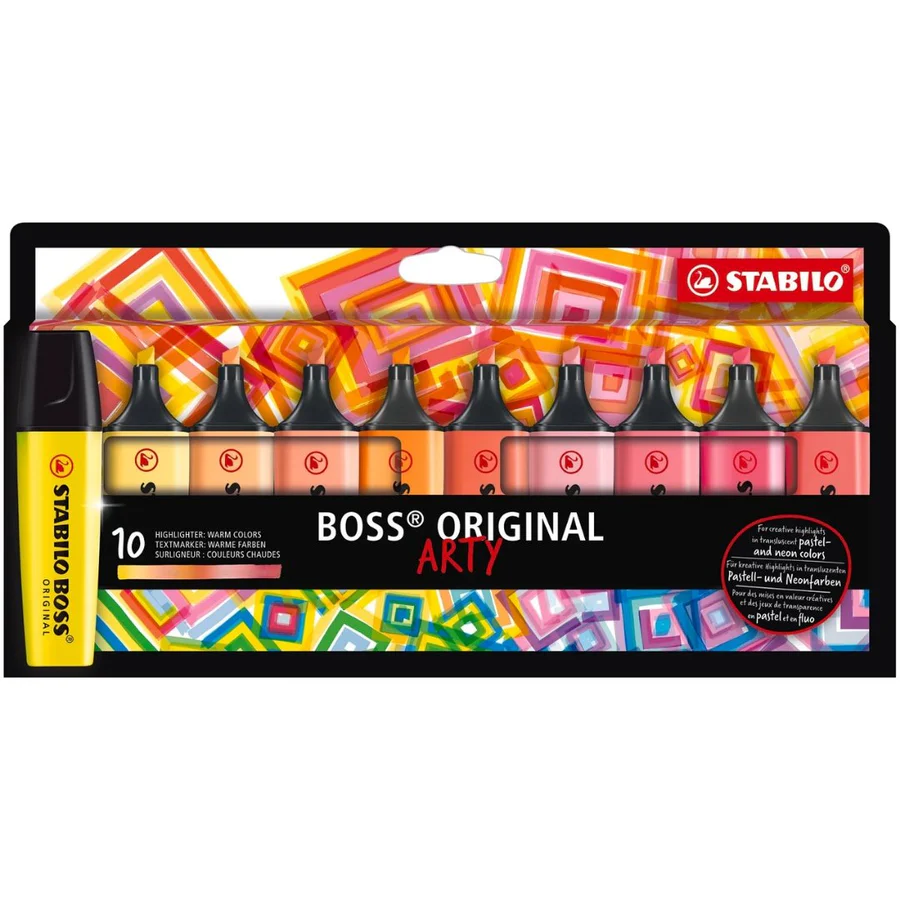 STABILO®
STABILO BOSS®
ORIGINAL
10
HIGHLIGHTER: WARM COLORS
TEXTMARKER: WARME FARBEN
SURLIGNEUR : COULEURS CHAUDES
BOSS® ORIGINAL
ARTY
For creative highlights
in translucent pastel-
and neon colors
Für kreative Highlights in transluzenten
Pastell- und Neonfarben
Pour des mises en valeur créatives
et des jeux de transparence
en pastel et en fluo
S
S
S
S
S
S
S
S
S